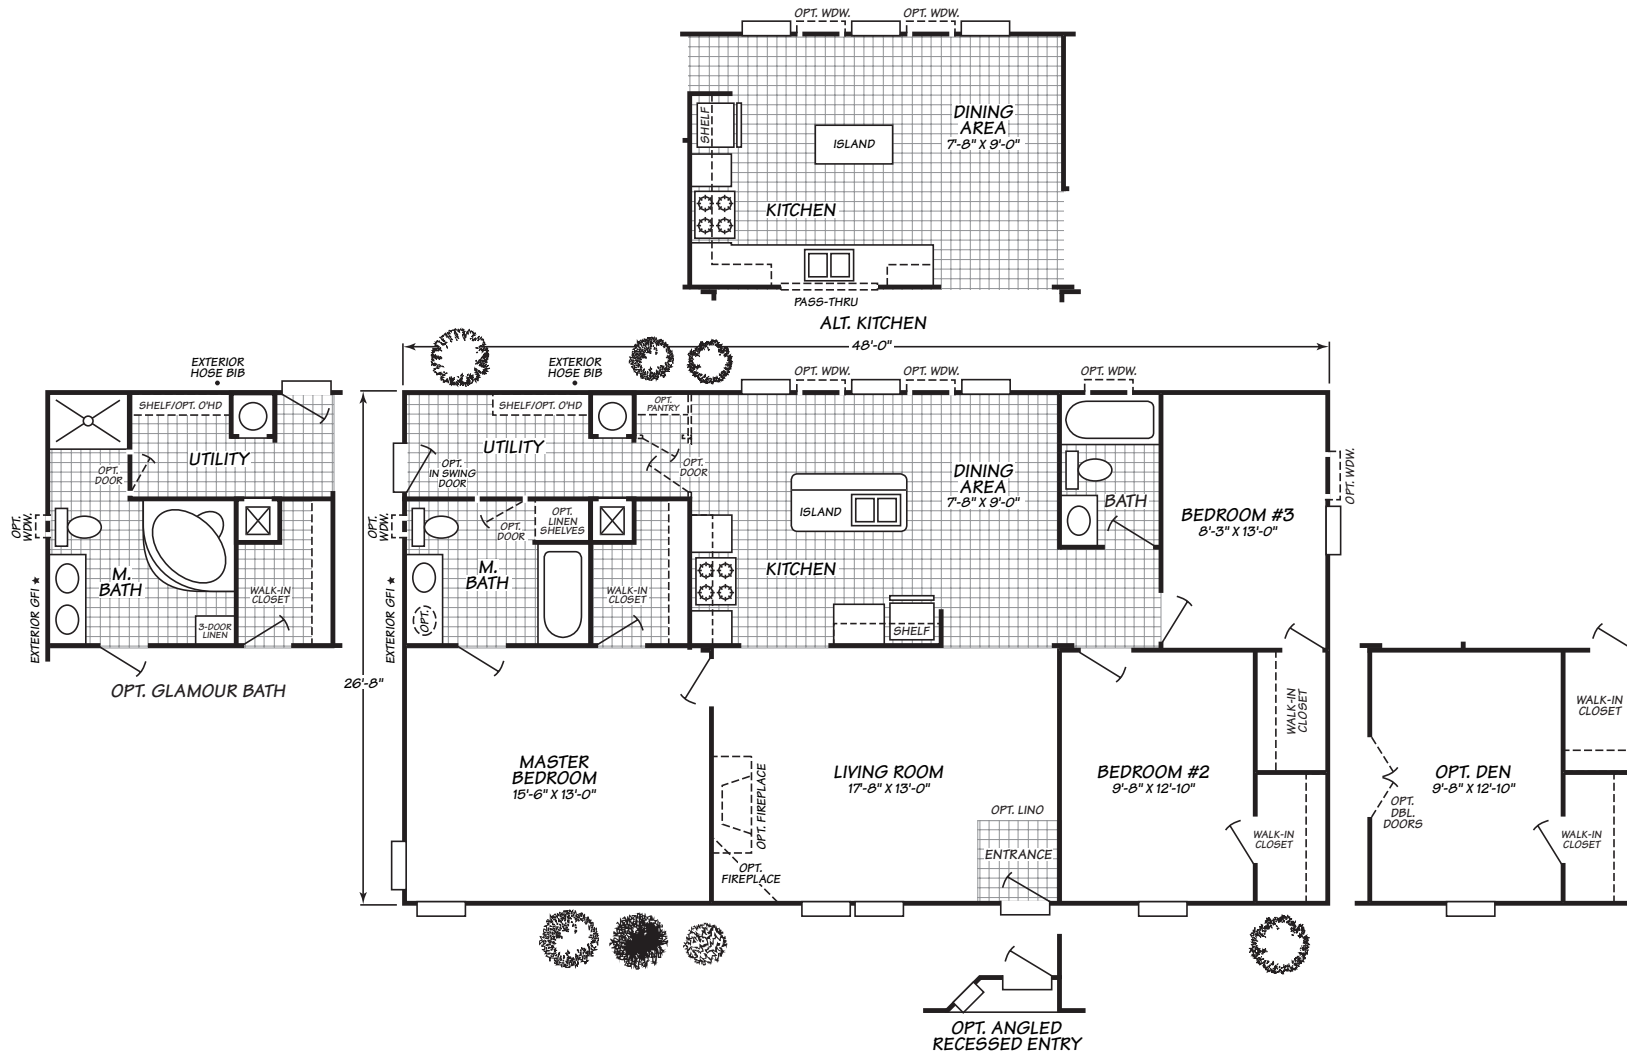 OPT. WDW.
OPT. WDW.
SHELF
ISLAND
DINING
AREA
7'-8" X 9'-0"
KITCHEN
PASS-THRU
ALT. KITCHEN
48'-0"
EXTERIOR
HOSE BIB
SHELF/OPT. O'HD
UTILITY
OPT.
DOOR
OPT.
WDW.
M.
BATH
WALK-IN
CLOSET
3-DOOR
LINEN
EXTERIOR GFI ★
OPT. GLAMOUR BATH
26'-8"
EXTERIOR
HOSE BIB
OPT. WDW.
OPT. WDW.
OPT. WDW.
SHELF/OPT. O'HD
OPT.
PANTRY
UTILITY
OPT.
IN SWING
DOOR
OPT.
DOOR
OPT.
WDW.
OPT.
DOOR
OPT.
LINEN
SHELVES
M.
BATH
OPT.
WALK-IN
CLOSET
EXTERIOR GFI ★
DINING
AREA
7'-8" X 9'-0"
ISLAND
KITCHEN
SHELF
BATH
BEDROOM #3
8'-3" X 13'-0"
OPT. WDW.
MASTER
BEDROOM
15'-6" X 13'-0"
OPT. FIREPLACE
OPT.
FIREPLACE
LIVING ROOM
17'-8" X 13'-0"
OPT. LINO
ENTRANCE
BEDROOM #2
9'-8" X 12'-10"
WALK-IN
CLOSET
WALK-IN
CLOSET
OPT. DEN
9'-8" X 12'-10"
OPT.
DBL.
DOORS
WALK-IN
CLOSET
WALK-IN
CLOSET
OPT. ANGLED
RECESSED ENTRY